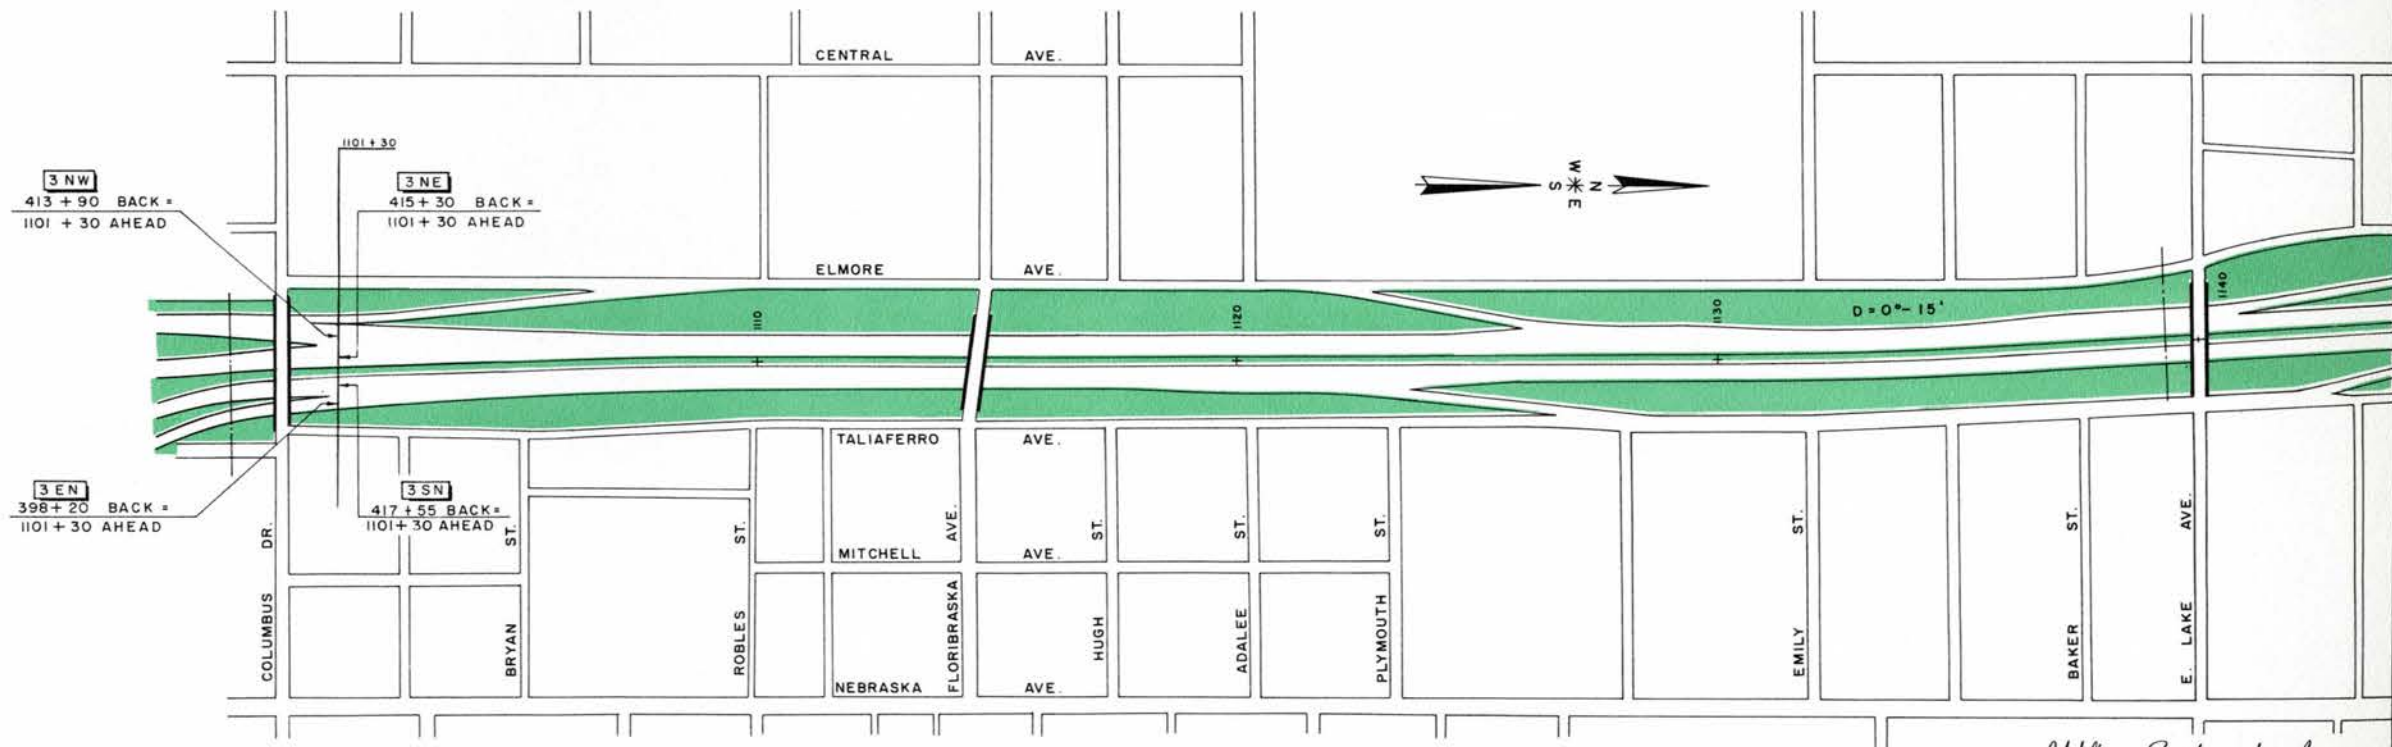 CENTRAL AVE.
1101 + 30
3 NW
413 + 90 BACK =
1101 + 30 AHEAD
3 NE
415 + 30 BACK =
1101 + 30 AHEAD
W
S N
E
ELMORE AVE.
1110
1120
1130
D = 0° - 15'
1140
TALIAFERRO AVE.
3 EN
398 + 20 BACK =
1101 + 30 AHEAD
3 SN
417 + 55 BACK =
1101 + 30 AHEAD
MITCHELL AVE.
NEBRASKA AVE.
COLUMBUS DR.
BRYAN ST.
ROBLES ST.
FLORIBRASKA AVE.
HUGH ST.
ADALEE ST.
PLYMOUTH ST.
EMILY ST.
BAKER ST.
E. LAKE AVE.